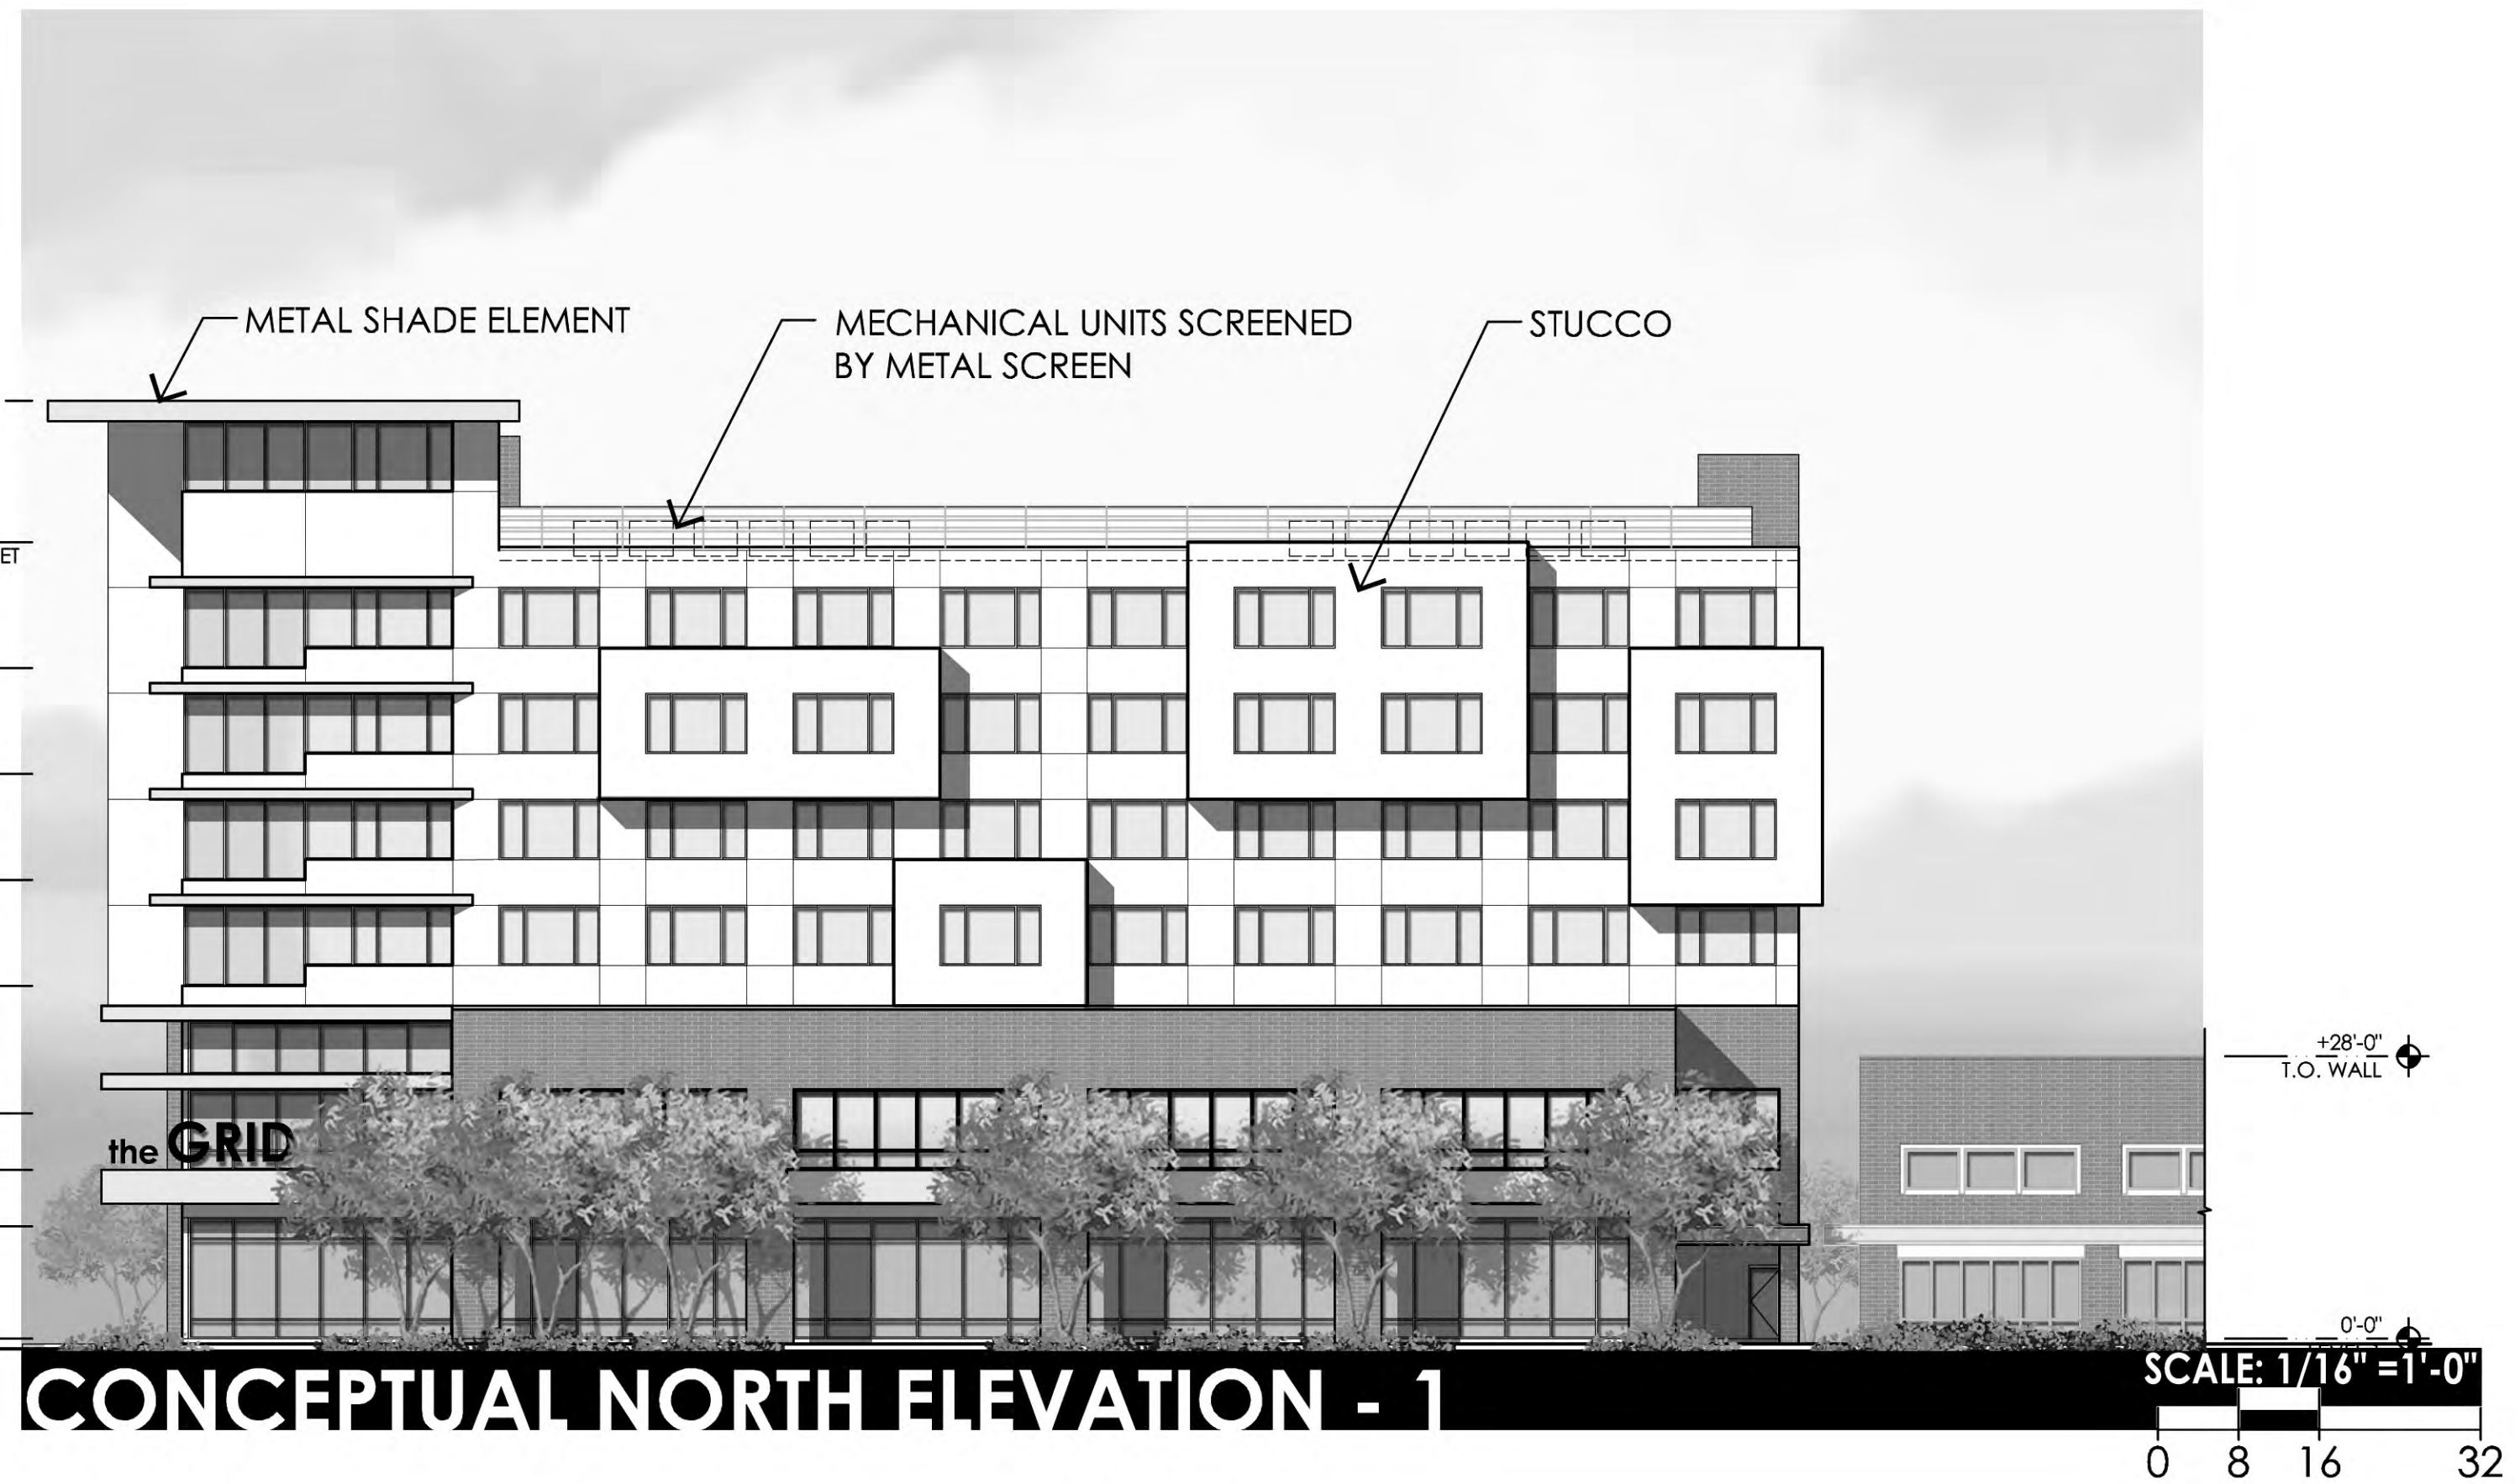 METAL SHADE ELEMENT
MECHANICAL UNITS SCREENED
BY METAL SCREEN
STUCCO
ET
+28'-0"
T.O. WALL
the GRID
0'-0"
CONCEPTUAL NORTH ELEVATION - 1
SCALE: 1/16" =1'-0"
0 8 16 32